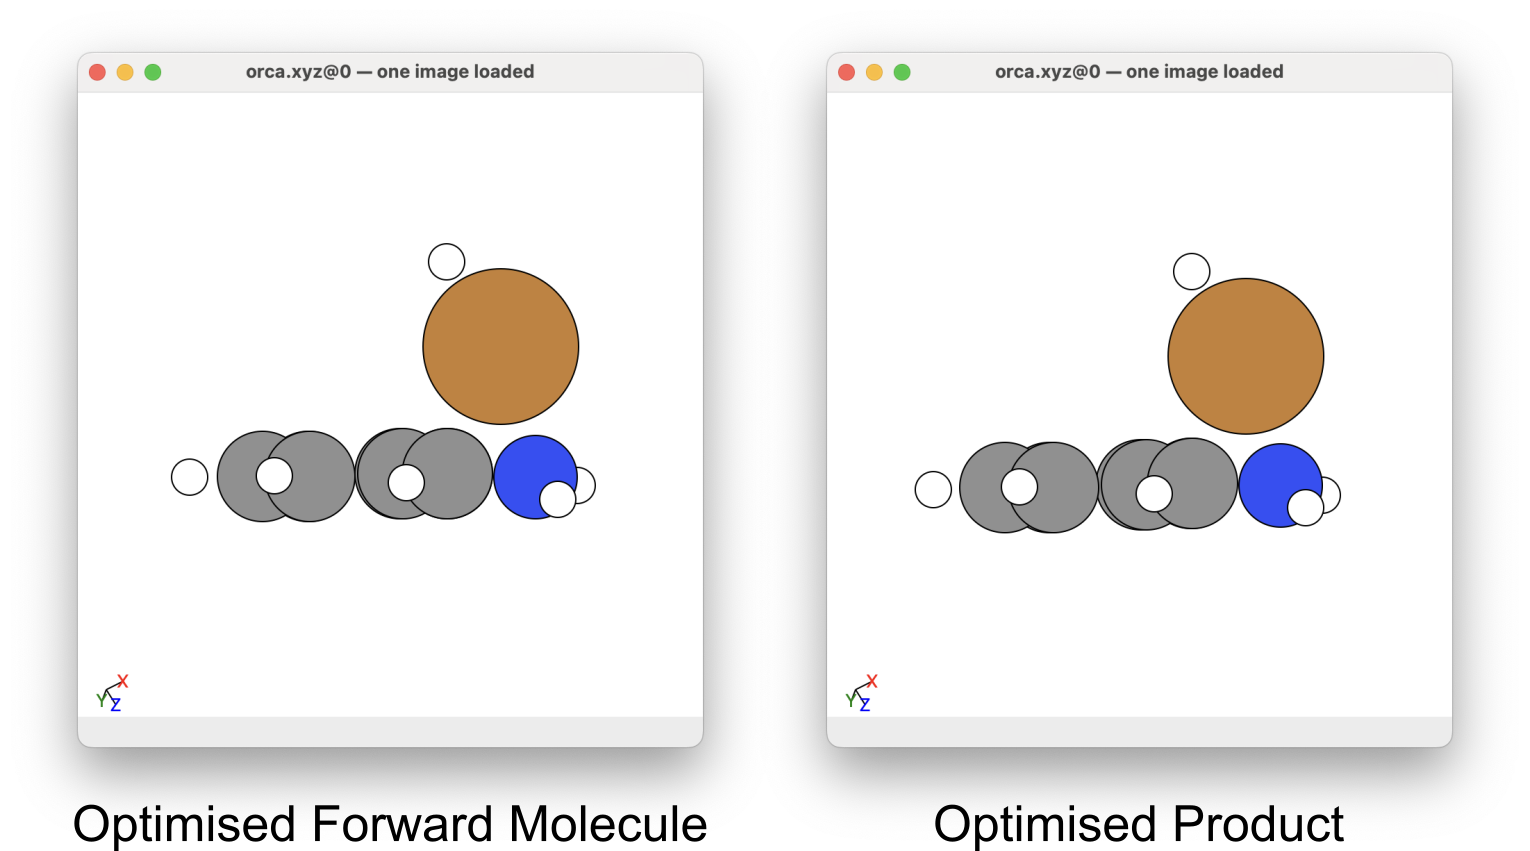 orca.xyz@0 — one image loaded
orca.xyz@0 — one image loaded
X
Y
Z
X
Y
Z
Optimised Forward Molecule
Optimised Product